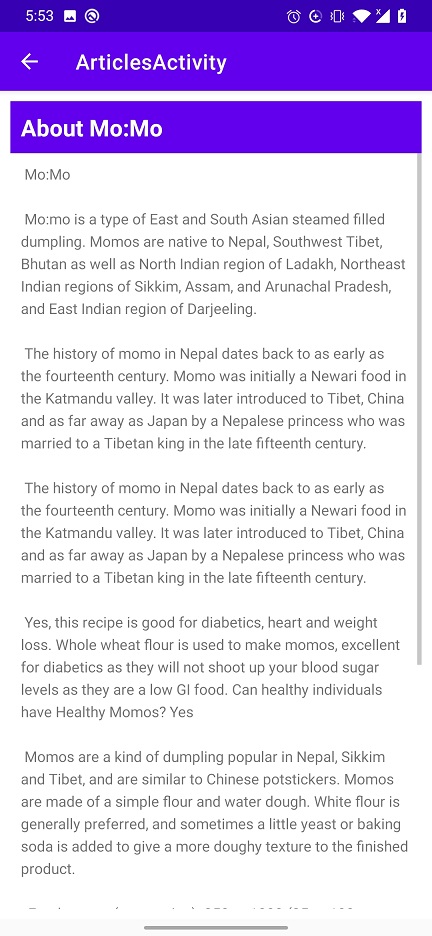 5:53
ArticlesActivity
About Mo:Mo
Mo:Mo
Mo:mo is a type of East and South Asian steamed filled
dumpling. Momos are native to Nepal, Southwest Tibet,
Bhutan as well as North Indian region of Ladakh, Northeast
Indian regions of Sikkim, Assam, and Arunachal Pradesh,
and East Indian region of Darjeeling.
The history of momo in Nepal dates back to as early as
the fourteenth century. Momo was initially a Newari food in
the Katmandu valley. It was later introduced to Tibet, China
and as far away as Japan by a Nepalese princess who was
married to a Tibetan king in the late fifteenth century.
The history of momo in Nepal dates back to as early as
the fourteenth century. Momo was initially a Newari food in
the Katmandu valley. It was later introduced to Tibet, China
and as far away as Japan by a Nepalese princess who was
married to a Tibetan king in the late fifteenth century.
Yes, this recipe is good for diabetics, heart and weight
loss. Whole wheat flour is used to make momos, excellent
for diabetics as they will not shoot up your blood sugar
levels as they are a low GI food. Can healthy individuals
have Healthy Momos? Yes
Momos are a kind of dumpling popular in Nepal, Sikkim
and Tibet, and are similar to Chinese potstickers. Momos
are made of a simple flour and water dough. White flour is
generally preferred, and sometimes a little yeast or baking
soda is added to give a more doughy texture to the finished
product.